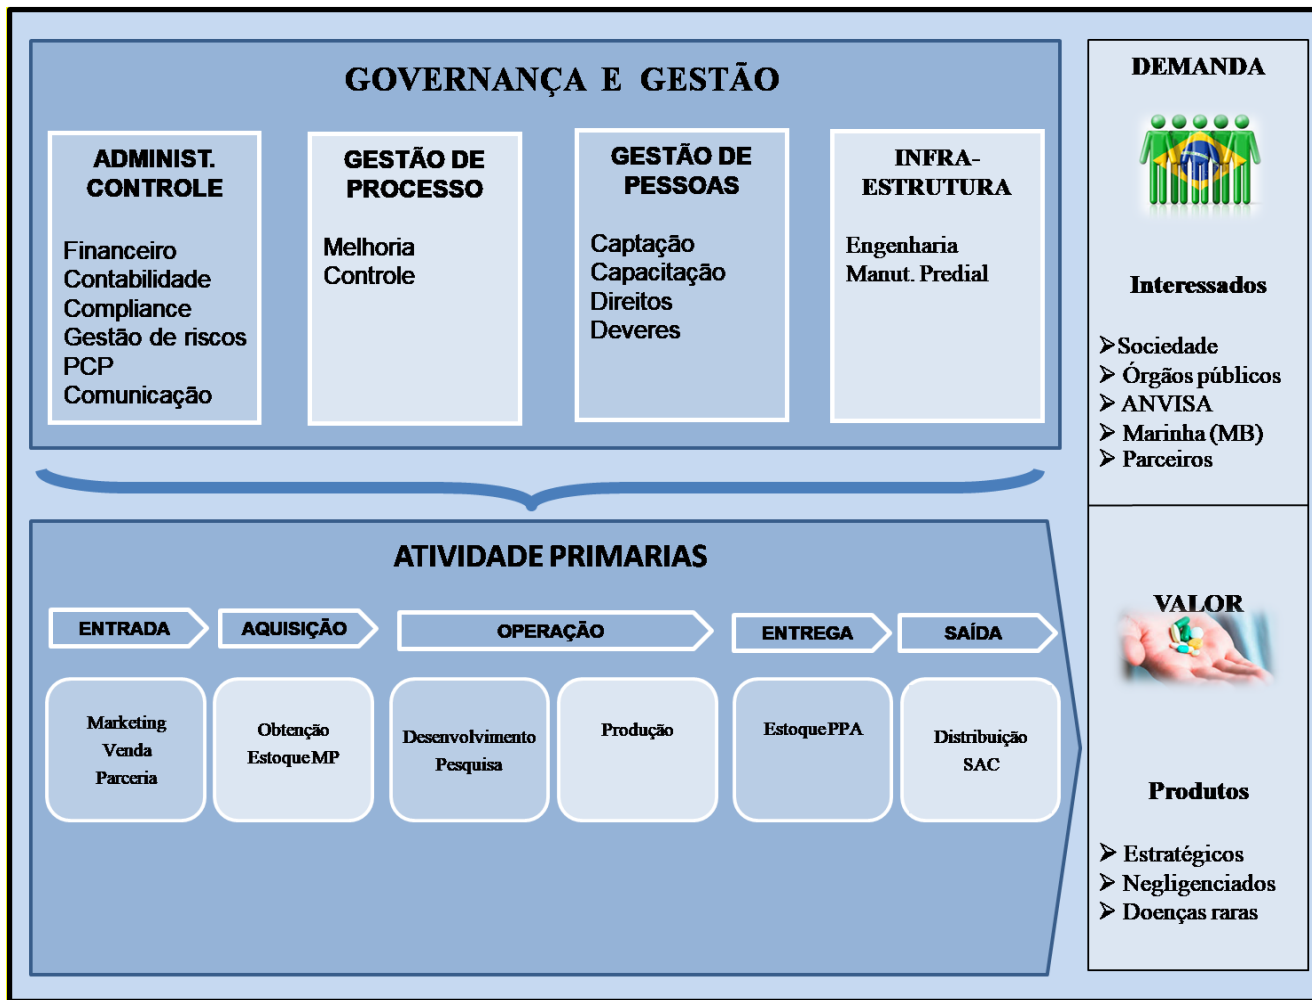 GOVERNANÇA E GESTÃO
ADMINIST.
CONTROLE
Financeiro
Contabilidade
Compliance
Gestão de riscos
PCP
Comunicação
GESTÃO DE
PROCESSO
Melhoria
Controle
GESTÃO DE
PESSOAS
Captação
Capacitação
Direitos
Deveres
INFRA-
ESTRUTURA
Engenharia
Manut. Predial
ATIVIDADE PRIMARIAS
ENTRADA
AQUISIÇÃO
OPERAÇÃO
ENTREGA
SAÍDA
Marketing
Venda
Parceria
Obtenção
Estoque MP
Desenvolvimento
Pesquisa
Produção
Estoque PPA
Distribuição
SAC
DEMANDA
Interessados
➢Sociedade
➢ Órgãos públicos
➢ ANVISA
➢ Marinha (MB)
➢ Parceiros
VALOR
Produtos
➢ Estratégicos
➢ Negligenciados
➢ Doenças raras